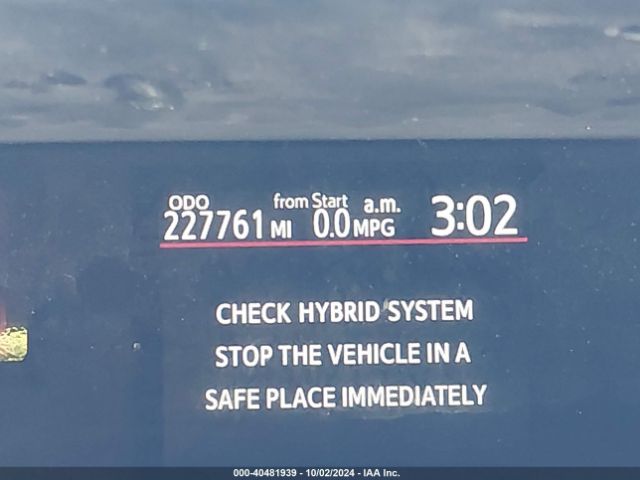 ODO from Start a.m. 3:02
227761 MI 0.0 MPG
CHECK HYBRID SYSTEM
STOP THE VEHICLE IN A
SAFE PLACE IMMEDIATELY
000-40481939 - 10/02/2024 - IAA Inc.